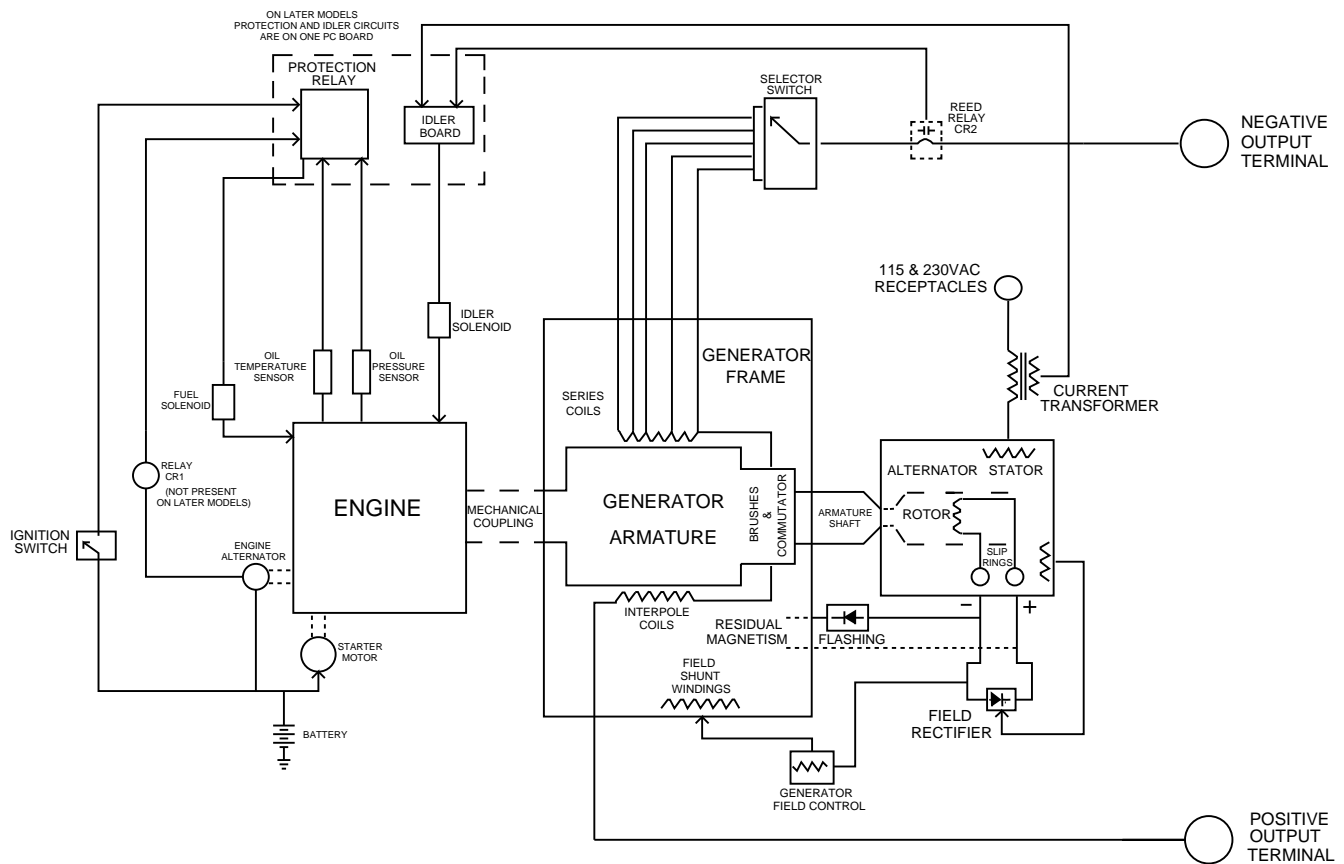 ON LATER MODELS
PROTECTION AND IDLER CIRCUITS
ARE ON ONE PC BOARD
PROTECTION
RELAY
IDLER
BOARD
SELECTOR
SWITCH
REED
RELAY
CR2
NEGATIVE
OUTPUT
TERMINAL
115 & 230VAC
RECEPTACLES
IDLER
SOLENOID
OIL
TEMPERATURE
SENSOR
OIL
PRESSURE
SENSOR
FUEL
SOLENOID
GENERATOR
FRAME
SERIES
COILS
CURRENT
TRANSFORMER
RELAY
CR1
(NOT PRESENT
ON LATER MODELS)
ENGINE
MECHANICAL
COUPLING
GENERATOR
ARMATURE
BRUSHES
&
COMMUTATOR
ARMATURE
SHAFT
ALTERNATOR
STATOR
ROTOR
SLIP
RINGS
IGNITION
SWITCH
ENGINE
ALTERNATOR
INTERPOLE
COILS
– +
RESIDUAL
MAGNETISM
FLASHING
STARTER
MOTOR
FIELD
SHUNT
WINDINGS
FIELD
RECTIFIER
BATTERY
GENERATOR
FIELD CONTROL
POSITIVE
OUTPUT
TERMINAL